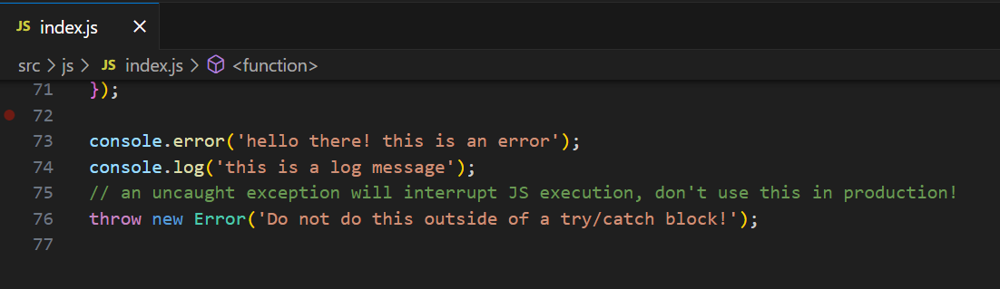 JS index.js ×
src > js > JS index.js > <function>
71 });
72
73 console.error('hello there! this is an error');
74 console.log('this is a log message');
75 // an uncaught exception will interrupt JS execution, don't use this in production!
76 throw new Error('Do not do this outside of a try/catch block!');
77